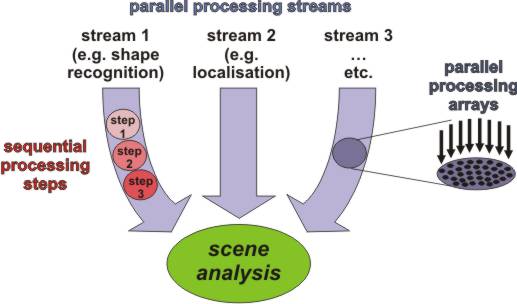 parallel processing streams
stream 1
(e.g. shape
recognition)
stream 2
(e.g.
localisation)
stream 3
...
etc.
parallel
processing
arrays
sequential
processing
steps
step
1
step
2
step
3
scene
analysis